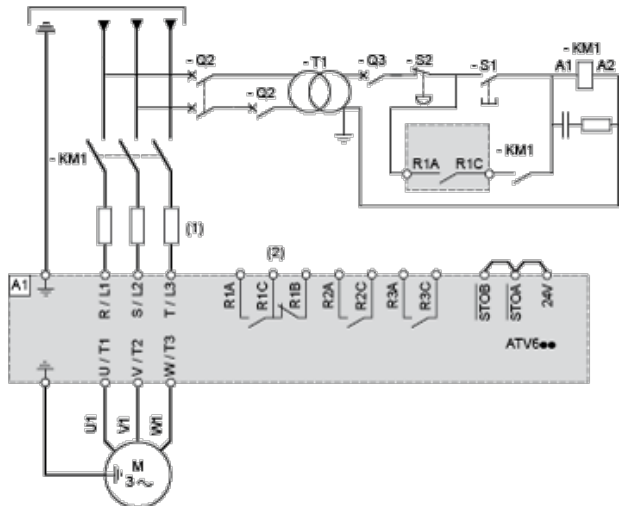 - Q2
- T1
- Q3
- S2
- S1
- KM1
A1
A2
- Q2
- KM1
R1A
R1C
- KM1
(1)
(2)
A1
R / L1
S / L2
T / L3
R1A
R1C
R1B
R2A
R2C
R3A
R3C
STOB
STOA
24V
ATV6●●
U / T1
V / T2
W / T3
U1
V1
W1
M
3 ~